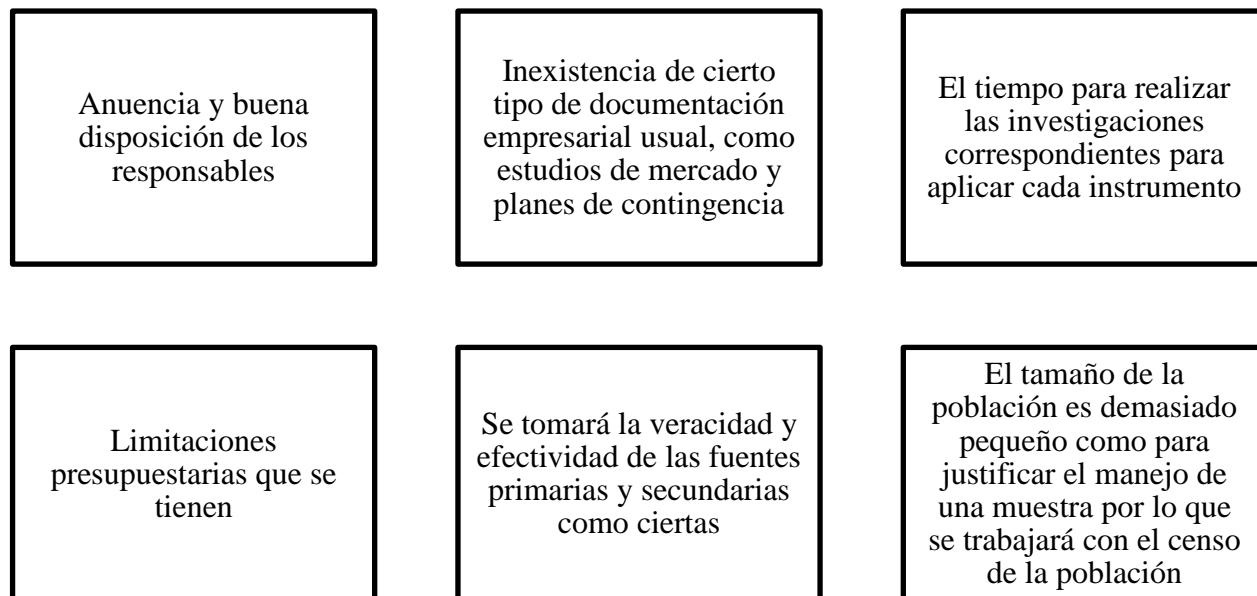 Anuencia y buena
disposición de los
responsables
Inexistencia de cierto
tipo de documentación
empresarial usual, como
estudios de mercado y
planes de contingencia
El tiempo para realizar
las investigaciones
correspondientes para
aplicar cada instrumento
Limitaciones
presupuestarias que se
tienen
Se tomará la veracidad y
efectividad de las fuentes
primarias y secundarias
como ciertas
El tamaño de la
población es demasiado
pequeño como para
justificar el manejo de
una muestra por lo que
se trabajará con el censo
de la población